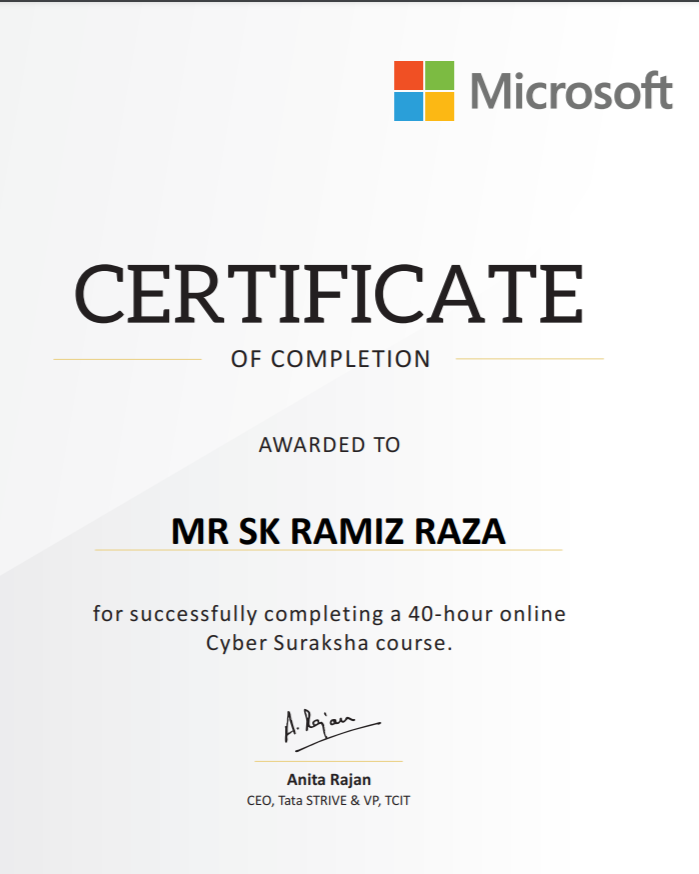 Microsoft
CERTIFICATE
OF COMPLETION
AWARDED TO
MR SK RAMIZ RAZA
for successfully completing a 40-hour online
Cyber Suraksha course.
A. Rajan
Anita Rajan
CEO, Tata STRIVE & VP, TCIT